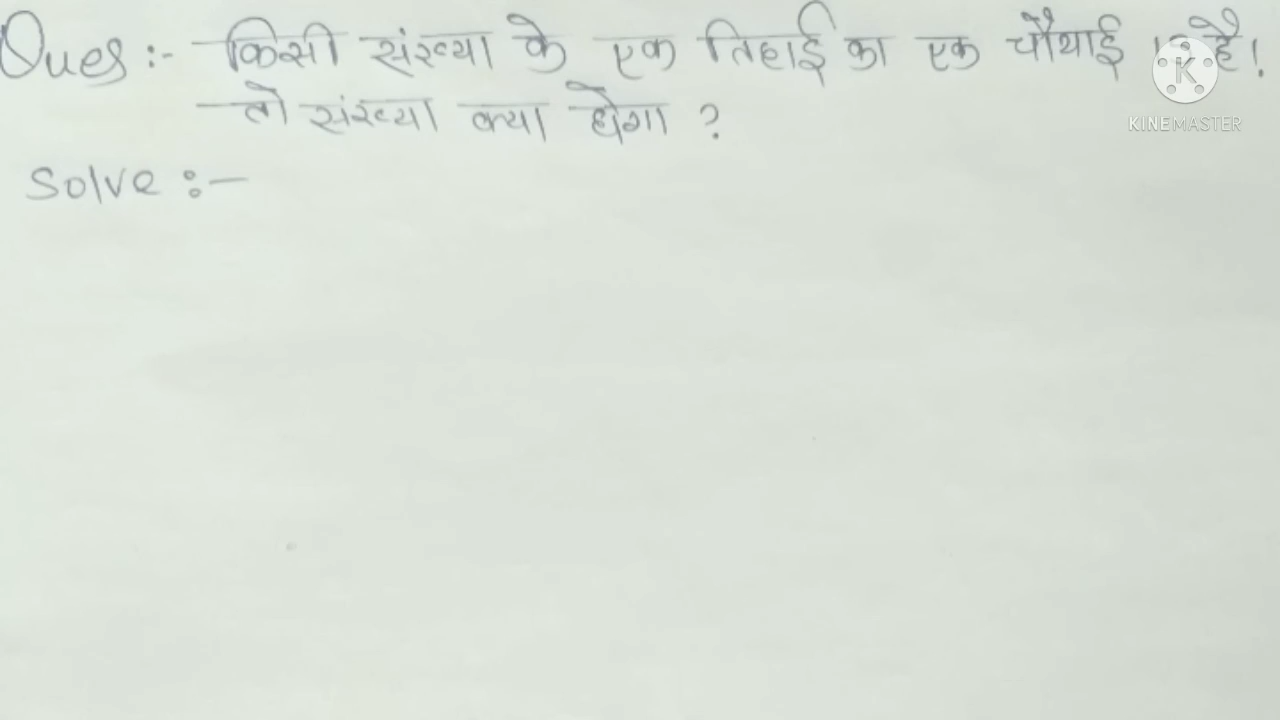 Ques :- किसी संख्या के एक तिहाई का एक चौथाई है।
तो संख्या क्या होगा ?
Solve :-
KINEMASTER